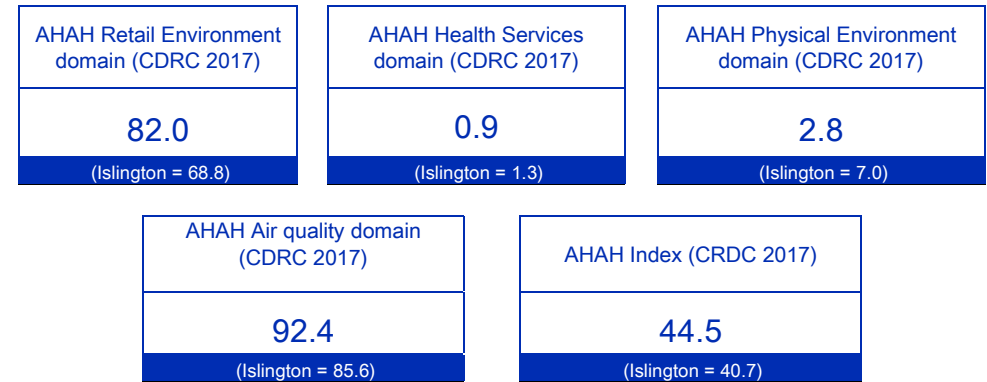 AHAH Retail Environment
domain (CDRC 2017)
82.0
(Islington = 68.8)
AHAH Health Services
domain (CDRC 2017)
0.9
(Islington = 1.3)
AHAH Physical Environment
domain (CDRC 2017)
2.8
(Islington = 7.0)
AHAH Air quality domain
(CDRC 2017)
92.4
(Islington = 85.6)
AHAH Index (CRDC 2017)
44.5
(Islington = 40.7)